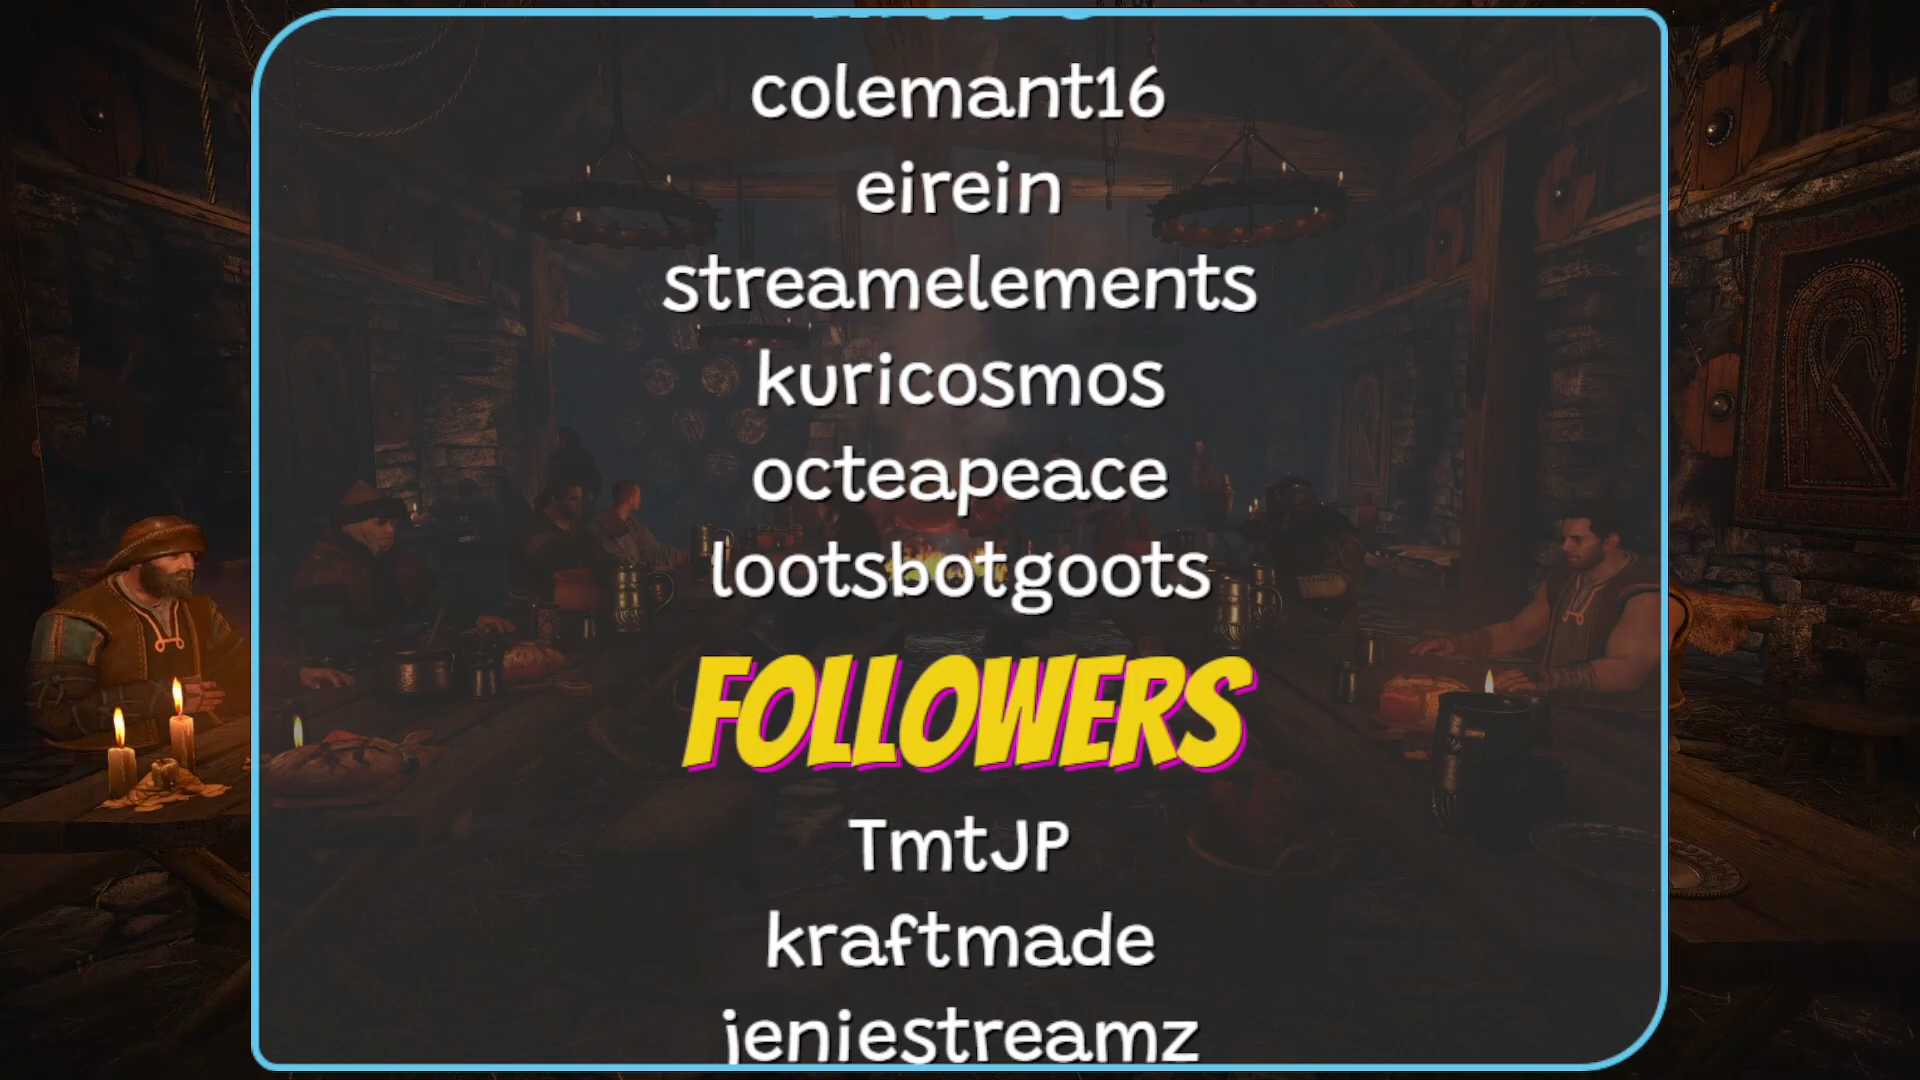 colemant16
eirein
streamelements
kuricosmos
octeapeace
lootsbotgoots
FOLLOWERS
TmtJP
kraftmade
jeniestreamz